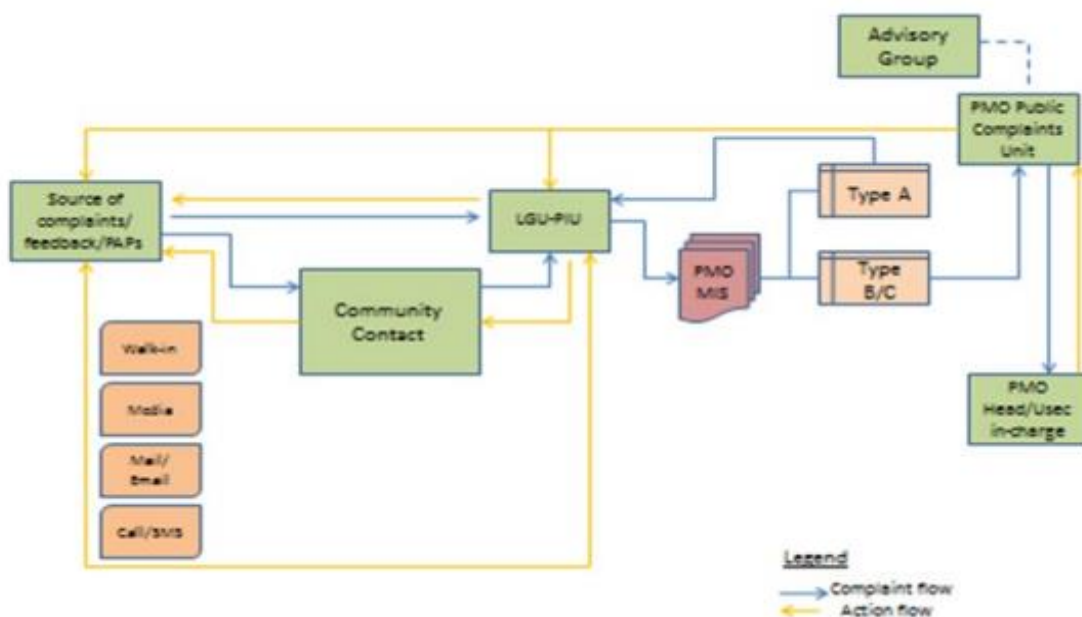 Advisory
Group
PMO Public
Complaints
Unit
Source of
complaints/
feedback/PAPs
LGU-PIU
Type A
PMO
MIS
Type
B/C
Community
Contact
Walk-in
Media
Mail/
Email
Call/SMS
PMO
Head/Usec
in-charge
Legend
Complaint flow
Action flow